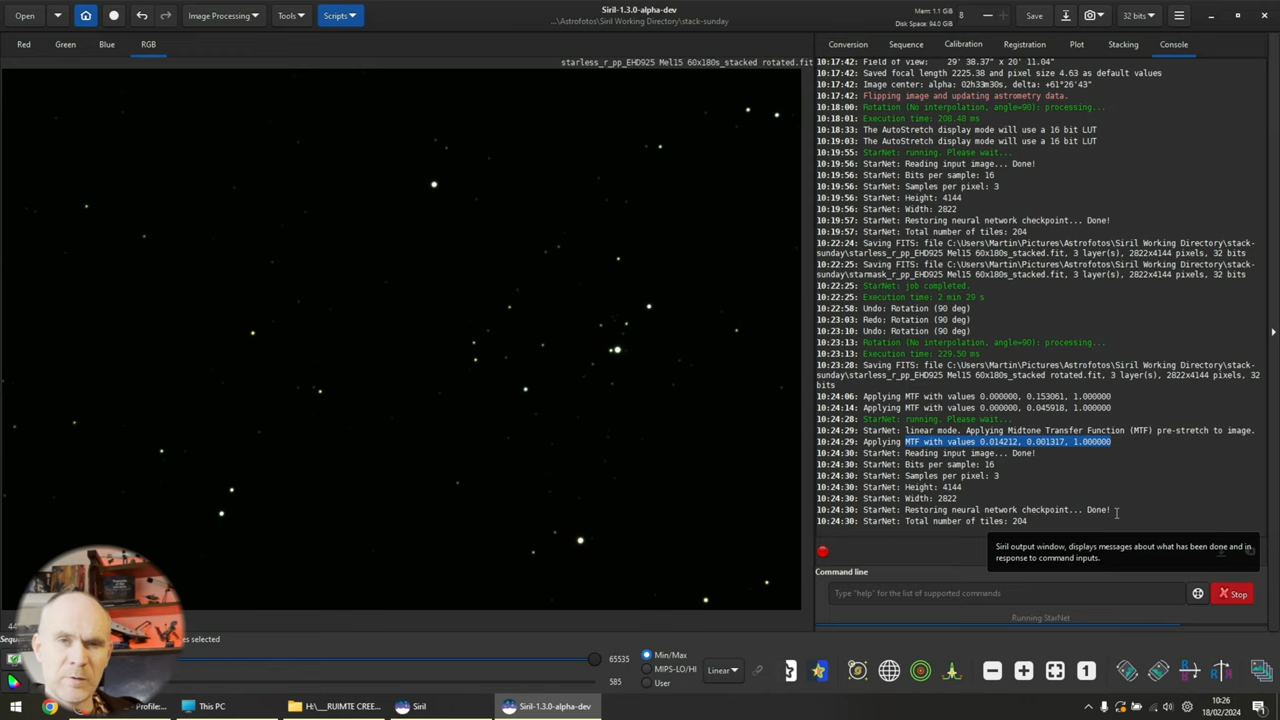 Open
Image Processing
Tools
Scripts
Siril-1.3.0-alpha-dev
.../Astrofotos/Siril Working Directory/stack-sunday
Mem: 1.1 GB
Disk Space: 94.0 GB
8
Save
32 bits
Red
Green
Blue
RGB
starless_r_pp_EHD925 Mel15 60x180s_stacked rotated.fit
Conversion
Sequence
Calibration
Registration
Plot
Stacking
Console
10:17:42: Field of view: 29' 38.37" x 20' 11.04"
10:17:42: Saved focal length 2225.38 and pixel size 4.63 as default values
10:17:42: Image center: alpha: 02h33m30s, delta: +61°26'43"
10:17:42: Flipping image and updating astrometry data.
10:18:00: Rotation (No interpolation, angle=90): processing...
10:18:01: Execution time: 208.48 ms
10:18:33: The AutoStretch display mode will use a 16 bit LUT
10:19:03: The AutoStretch display mode will use a 16 bit LUT
10:19:55: StarNet: running. Please wait...
10:19:56: StarNet: Reading input image... Done!
10:19:56: StarNet: Bits per sample: 16
10:19:56: StarNet: Samples per pixel: 3
10:19:56: StarNet: Height: 4144
10:19:56: StarNet: Width: 2822
10:19:57: StarNet: Restoring neural network checkpoint... Done!
10:19:57: StarNet: Total number of tiles: 204
10:22:24: Saving FITS: file C:\Users\Martin\Pictures\Astrofotos\Siril Working Directory\stack-
sunday\starless_r_pp_EHD925 Mel15 60x180s_stacked.fit, 3 layer(s), 2822x4144 pixels, 32 bits
10:22:25: Saving FITS: file C:\Users\Martin\Pictures\Astrofotos\Siril Working Directory\stack-
sunday\starmask_r_pp_EHD925 Mel15 60x180s_stacked.fit, 3 layer(s), 2822x4144 pixels, 32 bits
10:22:25: StarNet: job completed.
10:22:25: Execution time: 2 min 29 s
10:22:58: Undo: Rotation (90 deg)
10:23:03: Redo: Rotation (90 deg)
10:23:10: Undo: Rotation (90 deg)
10:23:13: Rotation (No interpolation, angle=90): processing...
10:23:13: Execution time: 229.50 ms
10:23:28: Saving FITS: file C:\Users\Martin\Pictures\Astrofotos\Siril Working Directory\stack-
sunday\starless_r_pp_EHD925 Mel15 60x180s_stacked rotated.fit, 3 layer(s), 2822x4144 pixels, 32
bits
10:24:06: Applying MTF with values 0.000000, 0.153061, 1.000000
10:24:14: Applying MTF with values 0.000000, 0.045918, 1.000000
10:24:28: StarNet: running. Please wait...
10:24:29: StarNet: linear mode. Applying Midtone Transfer Function (MTF) pre-stretch to image.
10:24:29: Applying MTF with values 0.014212, 0.001317, 1.000000
10:24:30: StarNet: Reading input image... Done!
10:24:30: StarNet: Bits per sample: 16
10:24:30: StarNet: Samples per pixel: 3
10:24:30: StarNet: Height: 4144
10:24:30: StarNet: Width: 2822
10:24:30: StarNet: Restoring neural network checkpoint... Done!
10:24:30: StarNet: Total number of tiles: 204
Siril output window, displays messages about what has been done and in
response to command inputs.
Command line
Type "help" for the list of supported commands
Stop
Running StarNet
44
Sequ
es selected
65535
585
Min/Max
MIPS-LO/HI
User
Linear
1
Profile...
This PC
H:\__RUIMTE CREE...
Siril
Siril-1.3.0-alpha-dev
10:26
18/02/2024